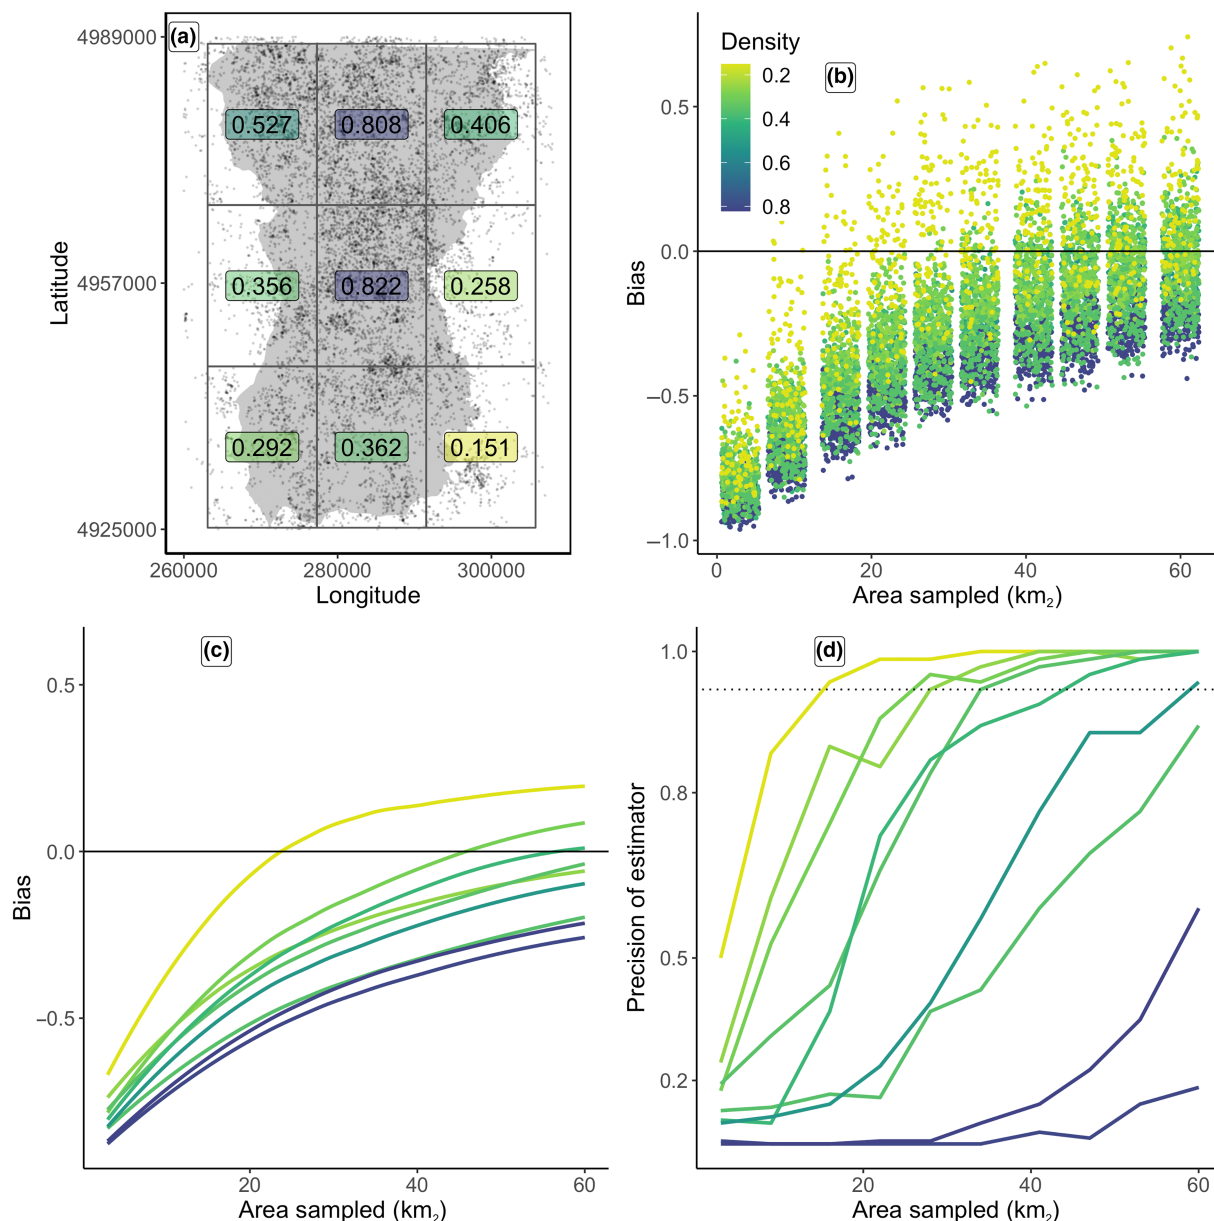 (a)
4989000
4957000
4925000
Latitude
0.527 0.808 0.406
0.356 0.822 0.258
0.292 0.362 0.151
260000 280000 300000
Longitude
(b)
Density
0.2
0.4
0.6
0.8
0.5
0.0
−0.5
−1.0
Bias
0 20 40 60
Area sampled (km₂)
(c)
0.5
0.0
−0.5
Bias
20 40 60
Area sampled (km₂)
(d)
1.0
0.8
0.5
0.2
Precision of estimator
20 40 60
Area sampled (km₂)